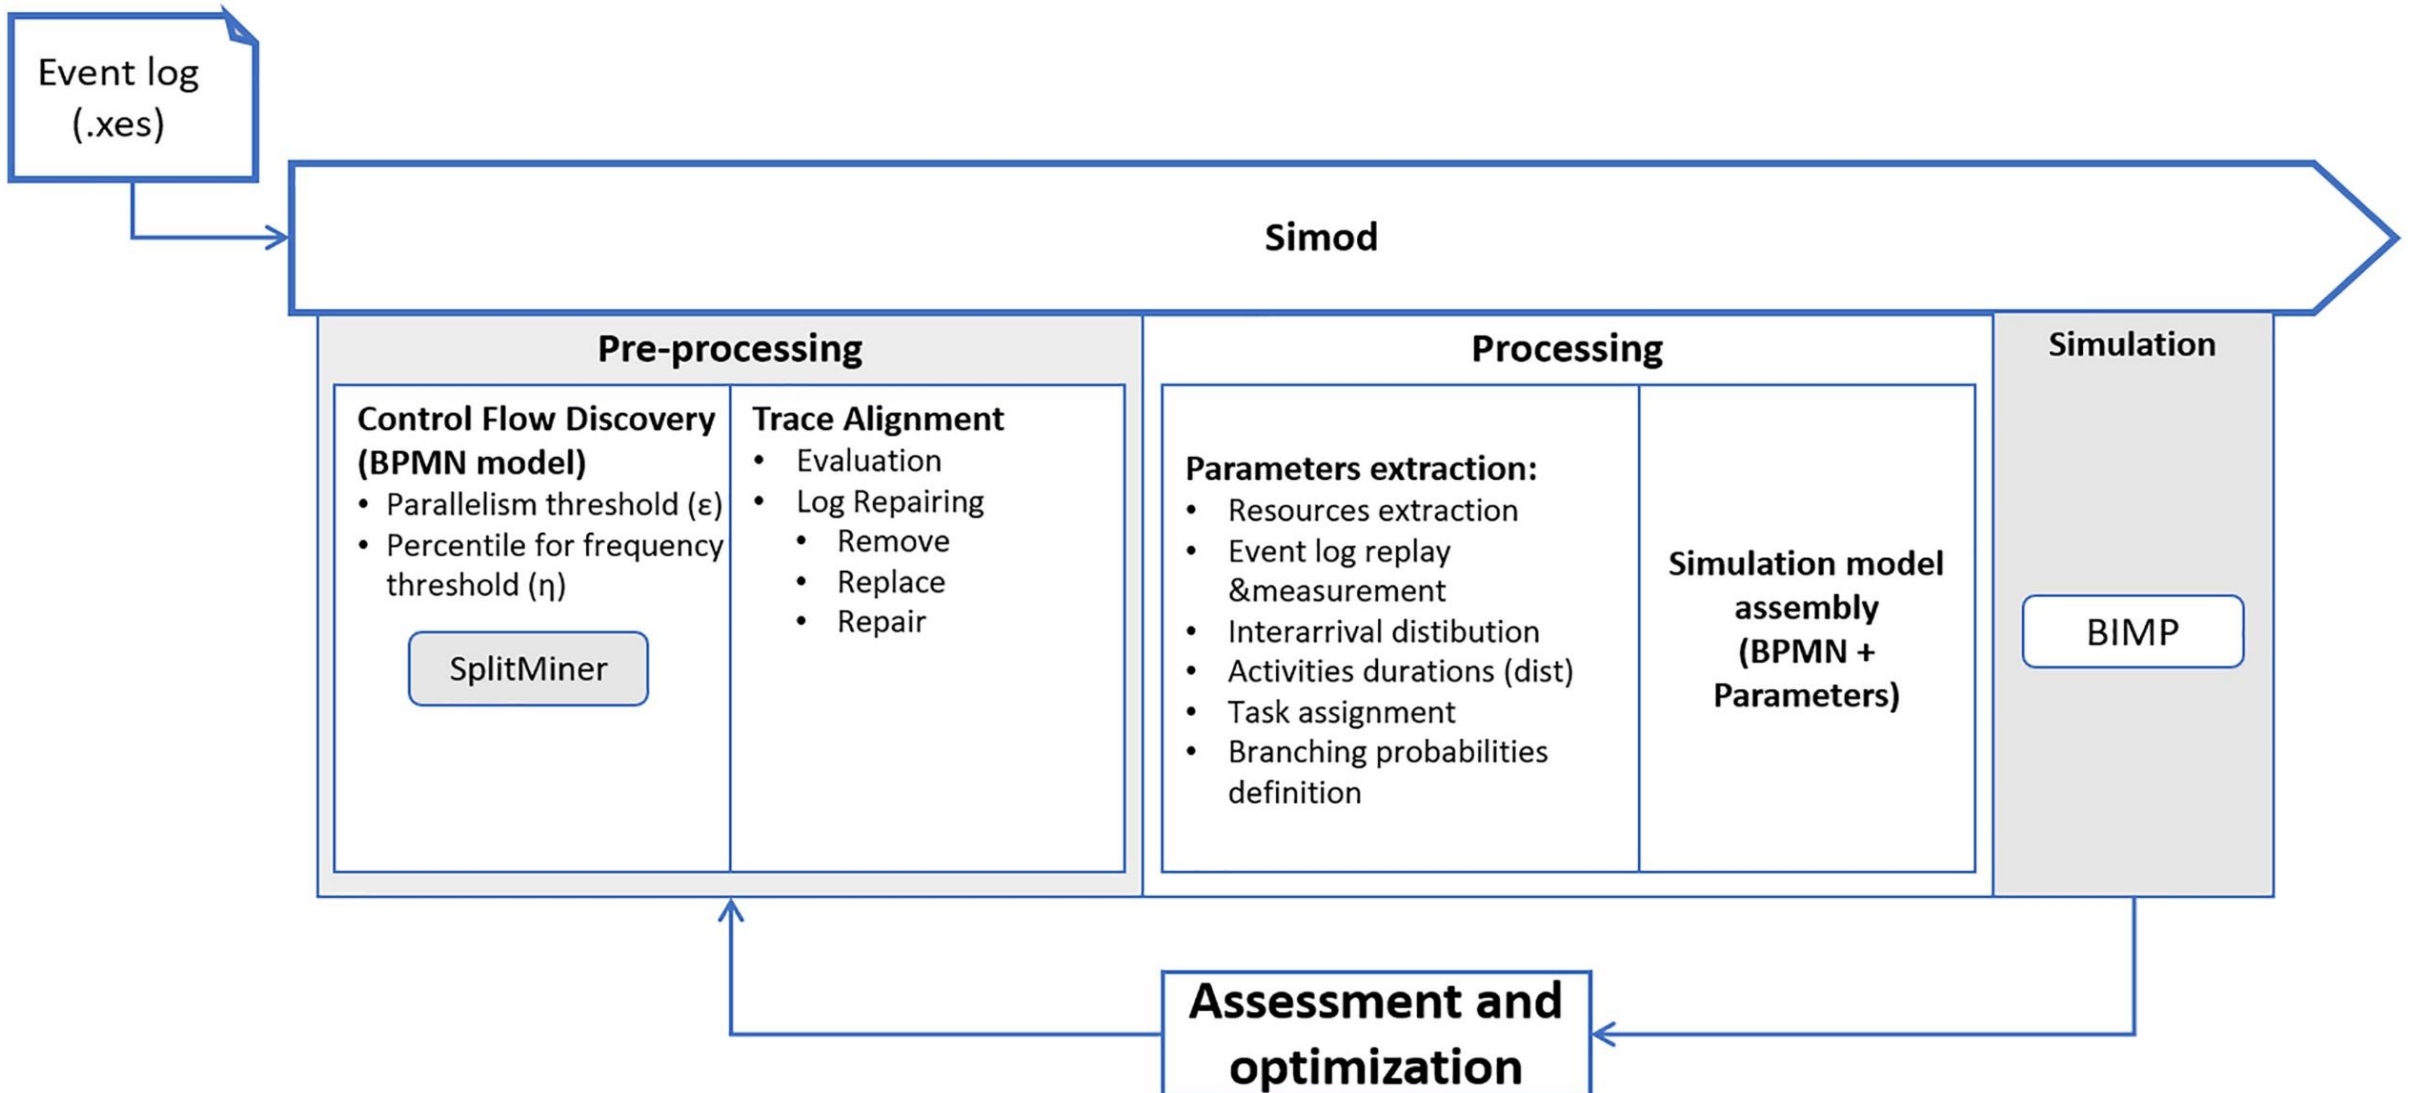 Event log
(.xes)
Simod
Pre-processing
Processing
Simulation
Control Flow Discovery
(BPMN model)
• Parallelism threshold (ε)
• Percentile for frequency
threshold (η)
SplitMiner
Trace Alignment
• Evaluation
• Log Repairing
• Remove
• Replace
• Repair
Parameters extraction:
• Resources extraction
• Event log replay
&measurement
• Interarrival distibution
• Activities durations (dist)
• Task assignment
• Branching probabilities
definition
Simulation model
assembly
(BPMN +
Parameters)
BIMP
Assessment and
optimization